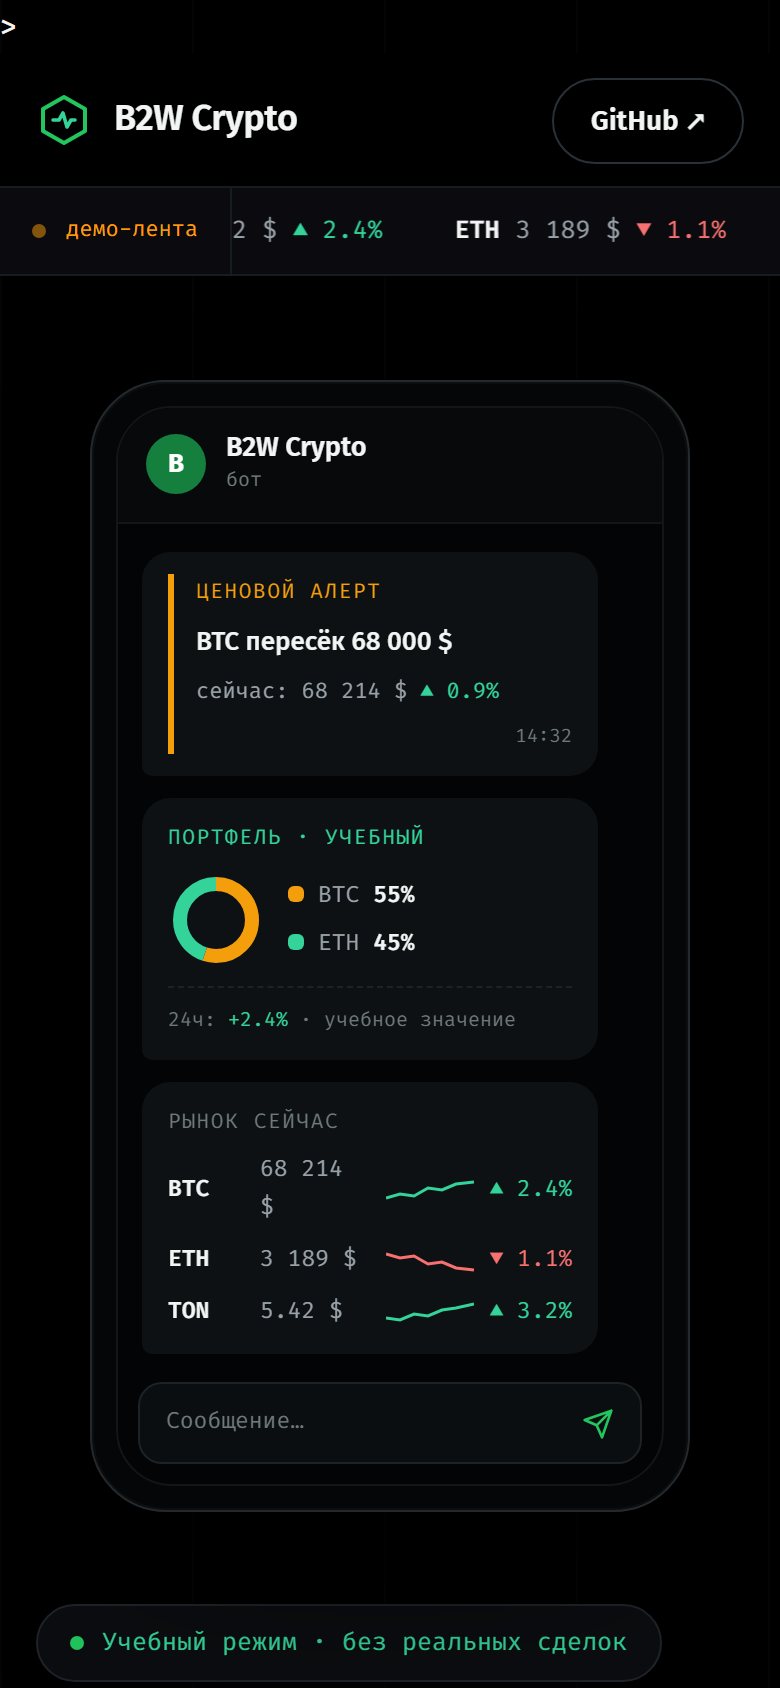 >
B2W Crypto
GitHub ↗
демо-лента 2 $ ▲ 2.4% ETH 3 189 $ ▼ 1.1%
B
B2W Crypto
бот
ЦЕНОВОЙ АЛЕРТ
BTC пересёк 68 000 $
сейчас: 68 214 $ ▲ 0.9%
14:32
ПОРТФЕЛЬ · УЧЕБНЫЙ
BTC 55%
ETH 45%
24ч: +2.4% · учебное значение
РЫНОК СЕЙЧАС
BTC 68 214 $ ▲ 2.4%
ETH 3 189 $ ▼ 1.1%
TON 5.42 $ ▲ 3.2%
Сообщение…
Учебный режим · без реальных сделок